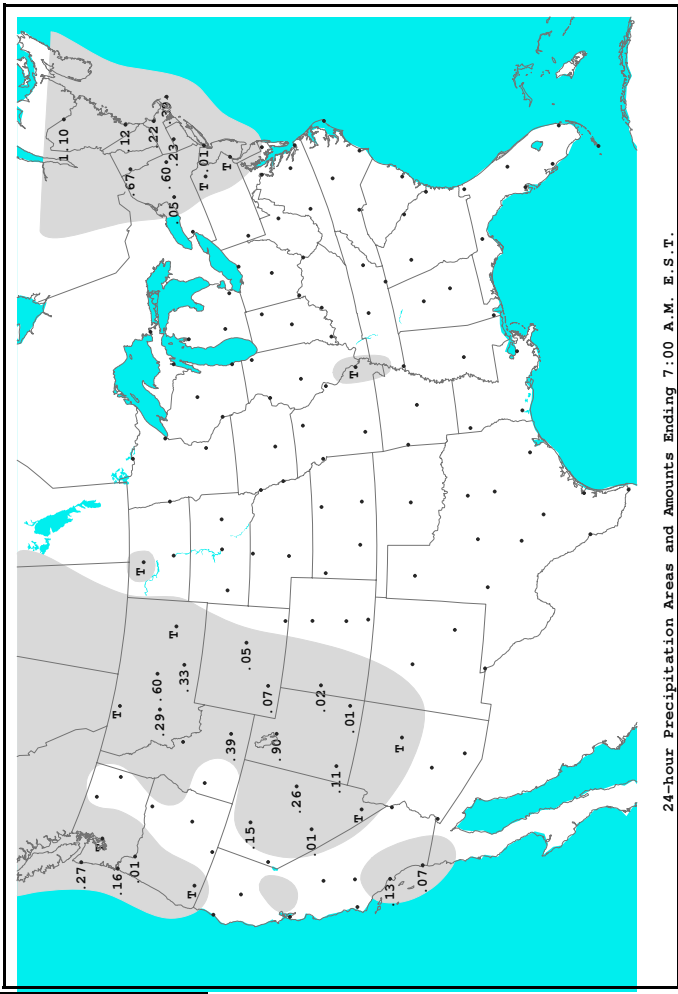 1.10
.27
T
.16
T
.12
.67
.01
T
.22
.60
.29
.60
.39
T
.05
.23
.33
T
T
.01
T
.39
.05
.15
.07
.90
.26
.01
.02
.11
.01
T
T
.13
T
.07
24-hour Precipitation Areas and Amounts Ending 7:00 A.M. E.S.T.